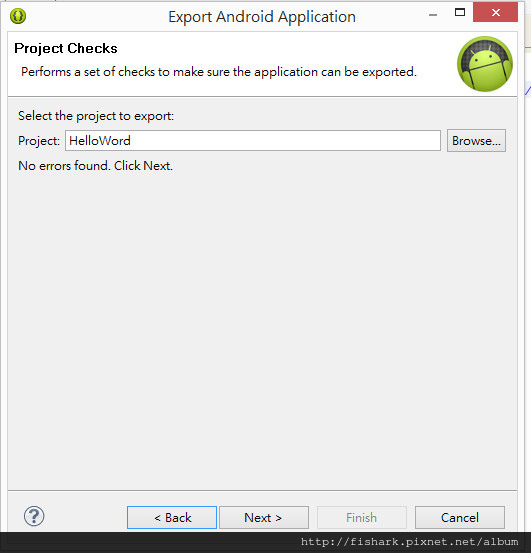 Export Android Application
Project Checks
Performs a set of checks to make sure the application can be exported.
Select the project to export:
Project: HelloWord Browse...
No errors found. Click Next.
? < Back Next > Finish Cancel
http://fishark.pixnet.net/album